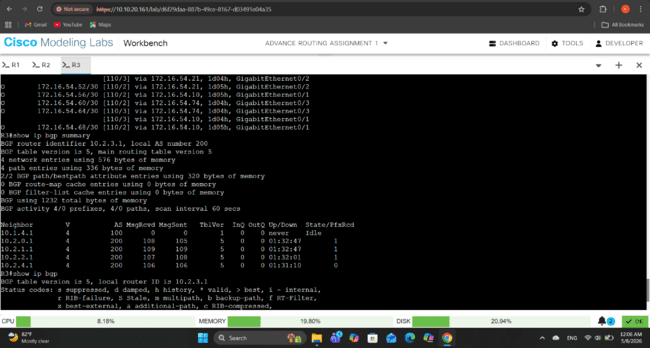 Not secure
https://10.10.20.161/lab/d6f29daa-887b-49ce-8167-d03491e04a35
Gmail
YouTube
Maps
All Bookmarks
Cisco Modeling Labs
Workbench
ADVANCE ROUTING ASSIGNMENT 1
DASHBOARD
TOOLS
DEVELOPER
>_ R1
>_ R2
>_ R3
[110/3] via 172.16.54.21, 1d04h, GigabitEthernet0/2
O 172.16.54.52/30 [110/2] via 172.16.54.21, 1d05h, GigabitEthernet0/2
O 172.16.54.56/30 [110/2] via 172.16.54.10, 1d05h, GigabitEthernet0/1
O 172.16.54.60/30 [110/2] via 172.16.54.74, 1d04h, GigabitEthernet0/3
O 172.16.54.64/30 [110/3] via 172.16.54.74, 1d04h, GigabitEthernet0/3
[110/3] via 172.16.54.10, 1d04h, GigabitEthernet0/1
O 172.16.54.68/30 [110/2] via 172.16.54.10, 1d05h, GigabitEthernet0/1
R3#show ip bgp summary
BGP router identifier 10.2.3.1, local AS number 200
BGP table version is 5, main routing table version 5
4 network entries using 576 bytes of memory
4 path entries using 336 bytes of memory
2/2 BGP path/bestpath attribute entries using 320 bytes of memory
0 BGP route-map cache entries using 0 bytes of memory
0 BGP filter-list cache entries using 0 bytes of memory
BGP using 1232 total bytes of memory
BGP activity 4/0 prefixes, 4/0 paths, scan interval 60 secs
Neighbor V AS MsgRcvd MsgSent TblVer InQ OutQ Up/Down State/PfxRcd
10.1.4.1 4 100 0 0 1 0 0 never Idle
10.2.0.1 4 200 108 105 5 0 0 01:32:47 1
10.2.1.1 4 200 109 109 5 0 0 01:32:47 1
10.2.2.1 4 200 107 108 5 0 0 01:32:01 1
10.2.4.1 4 200 106 106 5 0 0 01:31:10 0
R3#show ip bgp
BGP table version is 5, local router ID is 10.2.3.1
Status codes: s suppressed, d damped, h history, * valid, > best, i - internal,
r RIB-failure, S Stale, m multipath, b backup-path, f RT-Filter,
x best-external, a additional-path, c RIB-compressed,
CPU
8.18%
MEMORY
19.80%
DISK
20.94%
2
OK
82°F
Mostly clear
Search
ENG
12:06 AM
5/8/2026